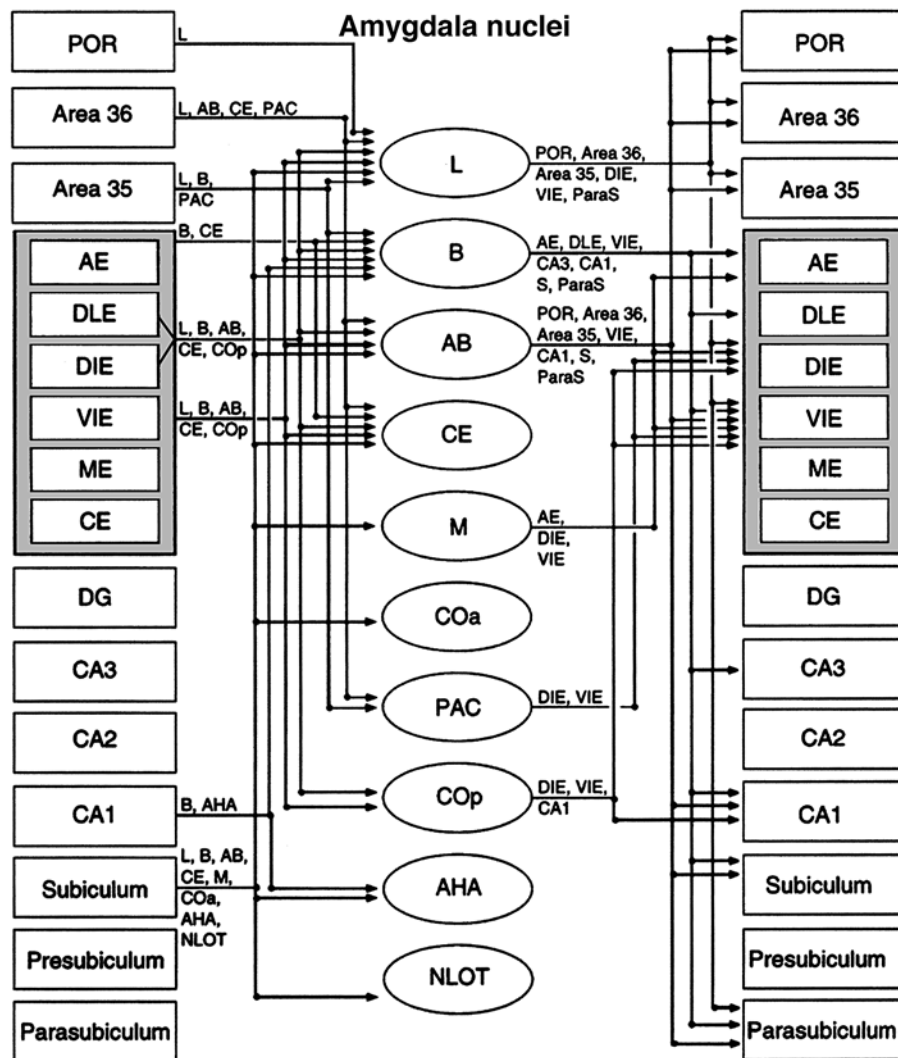 Amygdala nuclei
POR
L
Area 36
L, AB, CE, PAC
Area 35
L, B,
PAC
B, CE
AE
DLE
DIE
L, B, AB,
CE, COp
VIE
L, B, AB,
CE, COp
ME
CE
DG
CA3
CA2
CA1
B, AHA
Subiculum
L, B, AB,
CE, M,
COa,
AHA,
NLOT
Presubiculum
Parasubiculum
L
POR, Area 36,
Area 35, DIE,
VIE, ParaS
B
AE, DLE, VIE,
CA3, CA1,
S, ParaS
AB
POR, Area 36,
Area 35, VIE,
CA1, S,
ParaS
CE
M
AE,
DIE,
VIE
COa
PAC
DIE, VIE
COp
DIE, VIE,
CA1
AHA
NLOT
POR
Area 36
Area 35
AE
DLE
DIE
VIE
ME
CE
DG
CA3
CA2
CA1
Subiculum
Presubiculum
Parasubiculum